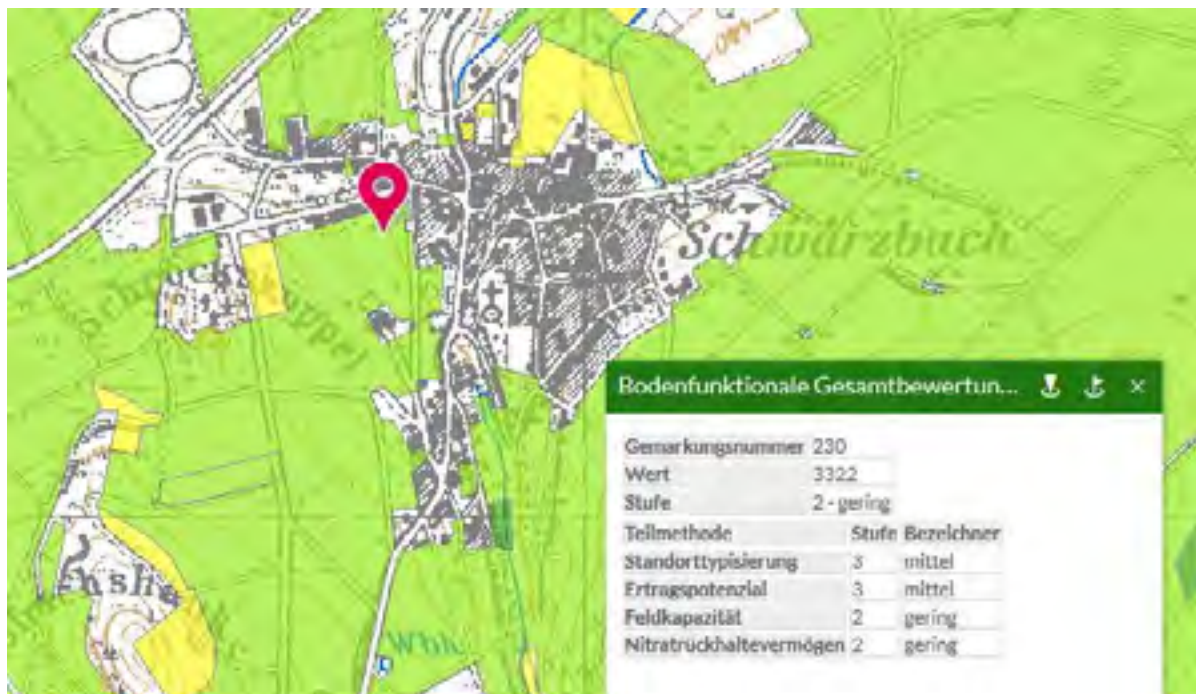 Schwarzbach
Wbh.
Bodenfunktionale Gesamtbewertun... ×
Gemarkungsnummer 230
Wert 3322
Stufe 2 - gering
Teilmethode Stufe Bezeichner
Standorttypisierung 3 mittel
Ertragspotenzial 3 mittel
Feldkapazität 2 gering
Nitratrückhaltevermögen 2 gering